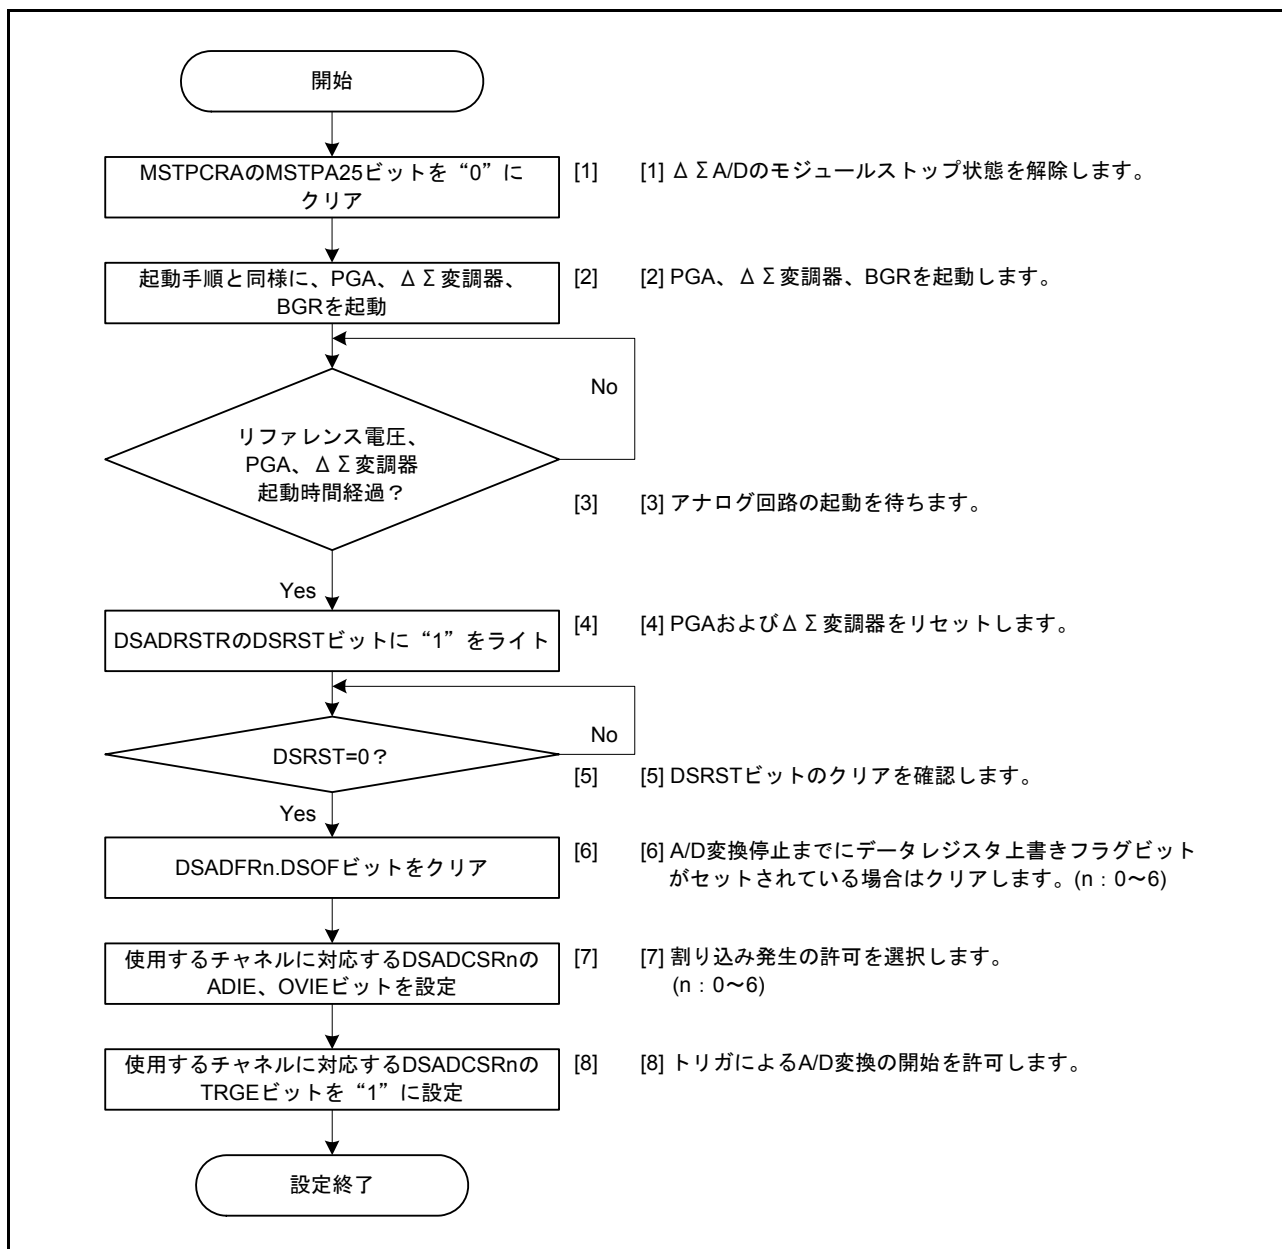 開始
MSTPCRAのMSTPA25ビットを“0”に
クリア
[1]
[1] ΔΣA/Dのモジュールストップ状態を解除します。
起動手順と同様に、PGA、ΔΣ変調器、
BGRを起動
[2]
[2] PGA、ΔΣ変調器、BGRを起動します。
No
リファレンス電圧、
PGA、ΔΣ変調器
起動時間経過？
[3]
[3] アナログ回路の起動を待ちます。
Yes
DSADRSTRのDSRSTビットに“1”をライト
[4]
[4] PGAおよびΔΣ変調器をリセットします。
No
DSRST=0？
[5]
[5] DSRSTビットのクリアを確認します。
Yes
DSADFRn.DSOFビットをクリア
[6]
[6] A/D変換停止までにデータレジスタ上書きフラグビット
がセットされている場合はクリアします。(n：0～6)
使用するチャネルに対応するDSADCSRnの
ADIE、OVIEビットを設定
[7]
[7] 割り込み発生の許可を選択します。
(n：0～6)
使用するチャネルに対応するDSADCSRnの
TRGEビットを“1”に設定
[8]
[8] トリガによるA/D変換の開始を許可します。
設定終了